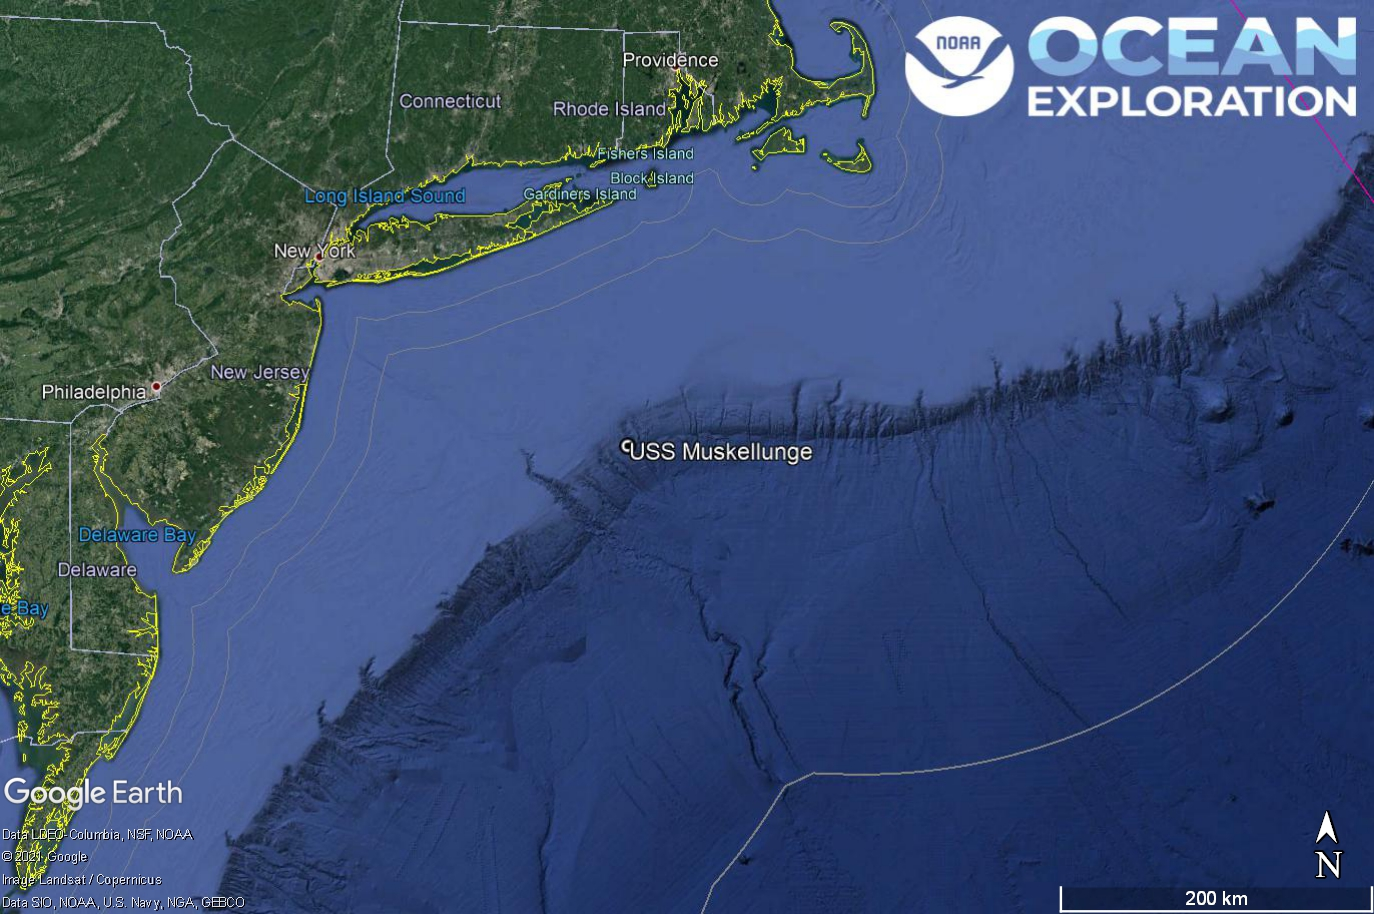 NOAA
OCEAN
EXPLORATION
Providence
Connecticut
Rhode Island
Fishers Island
Block Island
Gardiners Island
Long Island Sound
New York
New Jersey
Philadelphia
USS Muskellunge
Delaware Bay
Delaware
e Bay
Google Earth
Data LDEO-Columbia, NSF, NOAA
© 2021 Google
Image Landsat / Copernicus
Data SIO, NOAA, U.S. Navy, NGA, GEBCO
N
200 km